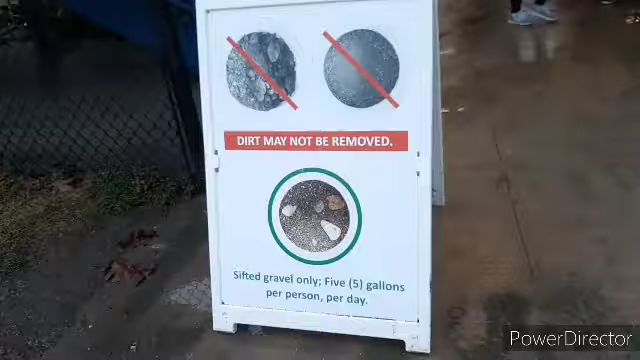 DIRT MAY NOT BE REMOVED.
Sifted gravel only; Five (5) gallons
per person, per day.
PowerDirector